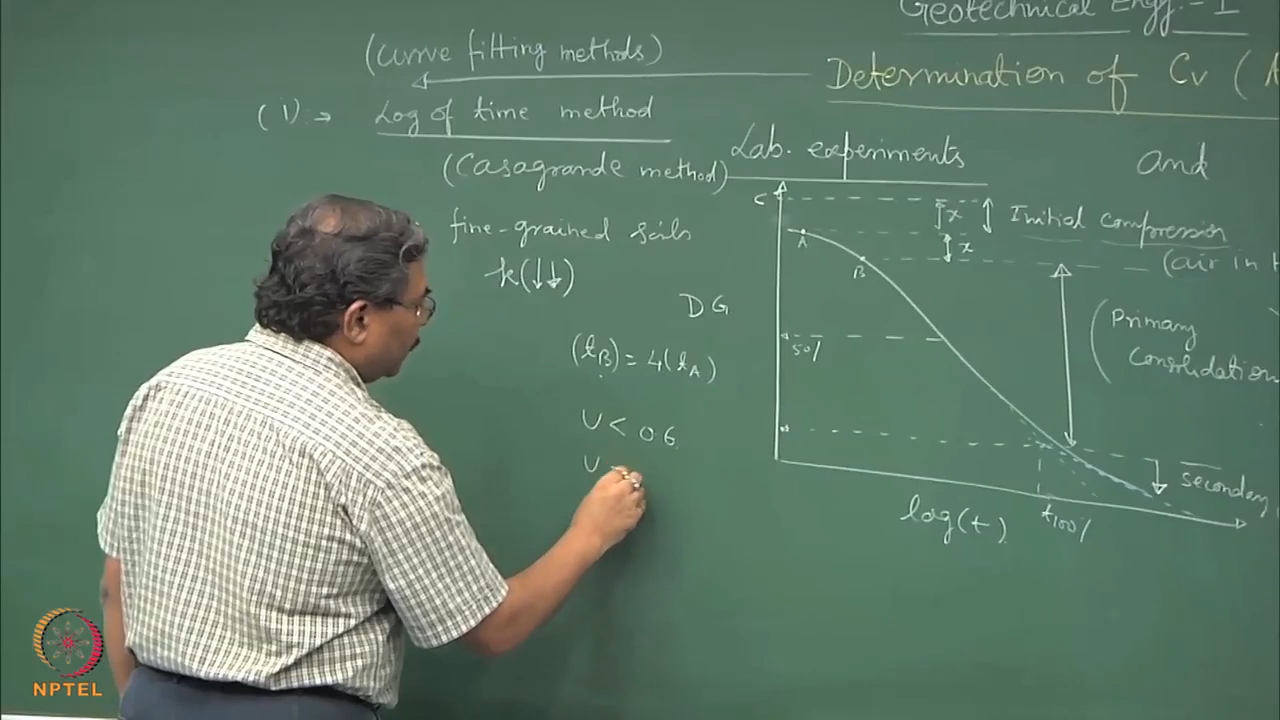 Geotechnical Engg.- I
(Curve fitting methods)
Determination of Cv (A
(1) → Log of time method
(Casagrande method)
Lab. experiments
and
fine-grained soils
k(↓↓)
DG
(tB) = 4(tA)
U < 0.6
U =
C
A
B
x
x
Initial compression
(air in t
(Primary
Consolidation
50%
Secondary
log(t)
t100%
NPTEL